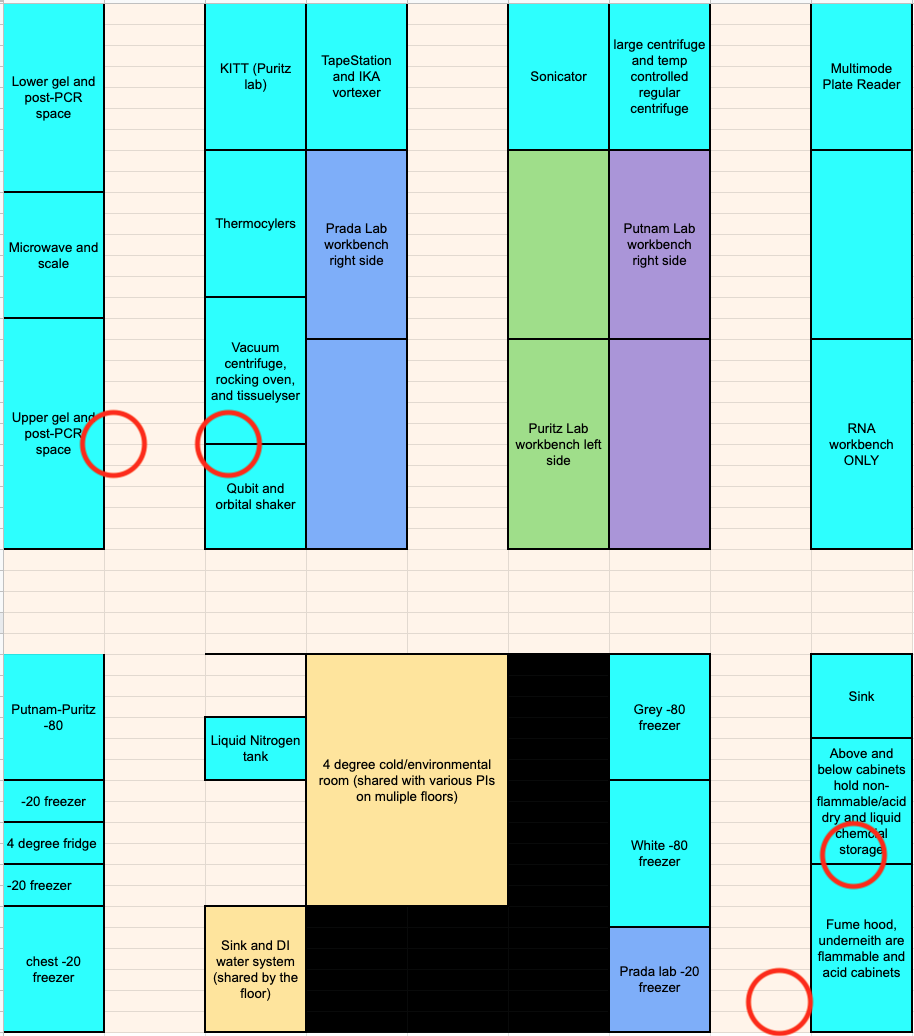 Lower gel and
post-PCR
space
KITT (Puritz
lab)
TapeStation
and IKA
vortexer
Sonicator
large centrifuge
and temp
controlled
regular
centrifuge
Multimode
Plate Reader
Microwave and
scale
Thermocylers
Prada Lab
workbench
right side
Putnam Lab
workbench
right side
Upper gel and
post-PCR
space
Vacuum
centrifuge,
rocking oven,
and tissuelyser
Qubit and
orbital shaker
Puritz Lab
workbench left
side
RNA
workbench
ONLY
Putnam-Puritz
-80
-20 freezer
4 degree fridge
-20 freezer
chest -20
freezer
Liquid Nitrogen
tank
Sink and DI
water system
(shared by the
floor)
4 degree cold/environmental
room (shared with various PIs
on muliple floors)
Grey -80
freezer
White -80
freezer
Prada lab -20
freezer
Sink
Above and
below cabinets
hold non-
flammable/acid
dry and liquid
chemcial
storage
Fume hood,
underneith are
flammable and
acid cabinets